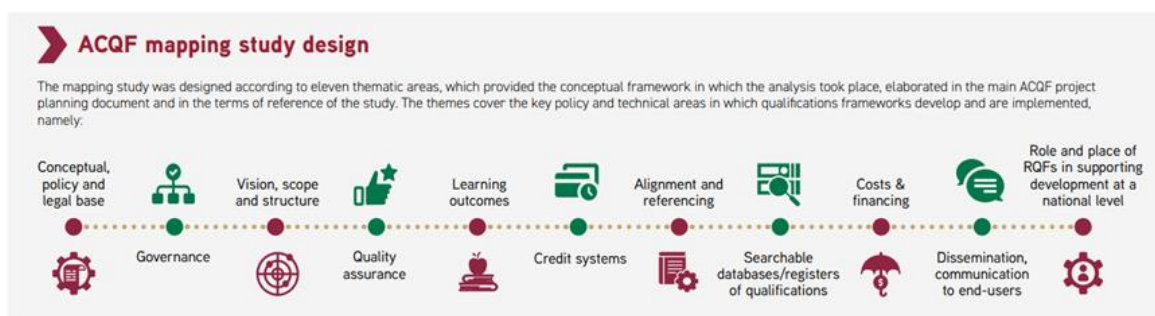 ACQF mapping study design
The mapping study was designed according to eleven thematic areas, which provided the conceptual framework in which the analysis took place, elaborated in the main ACQF project
planning document and in the terms of reference of the study. The themes cover the key policy and technical areas in which qualifications frameworks develop and are implemented,
namely:
Conceptual,
policy and
legal base
Governance
Vision, scope
and structure
Quality
assurance
Learning
outcomes
Credit systems
Alignment and
referencing
Searchable
databases/registers
of qualifications
Costs &
financing
Dissemination,
communication
to end-users
Role and place of
RQFs in supporting
development at a
national level